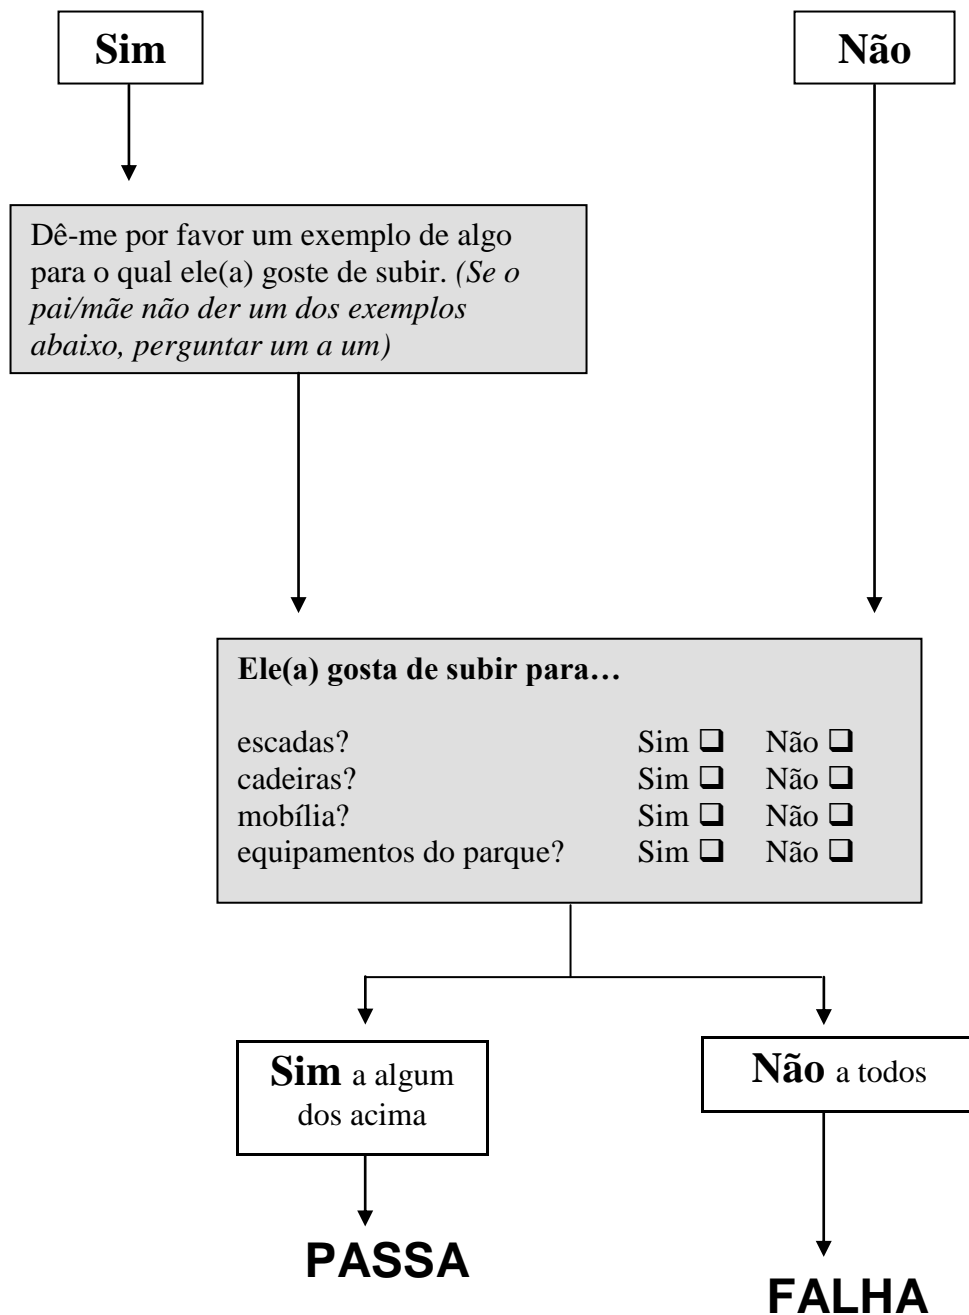 Sim
Não
Dê-me por favor um exemplo de algo
para o qual ele(a) goste de subir. (Se o
pai/mãe não der um dos exemplos
abaixo, perguntar um a um)
Ele(a) gosta de subir para…
escadas? Sim ❑ Não ❑
cadeiras? Sim ❑ Não ❑
mobília? Sim ❑ Não ❑
equipamentos do parque? Sim ❑ Não ❑
Sim a algum
dos acima
Não a todos
PASSA
FALHA